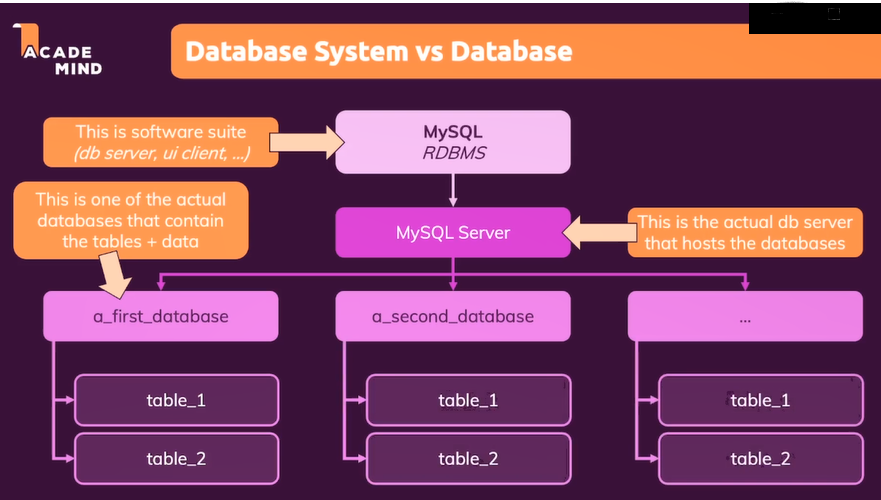 ACADE
MIND
Database System vs Database
This is software suite
(db server, ui client, ...)
MySQL
RDBMS
This is one of the actual
databases that contain
the tables + data
MySQL Server
This is the actual db server
that hosts the databases
a_first_database
a_second_database
...
table_1
table_1
table_1
table_2
table_2
table_2